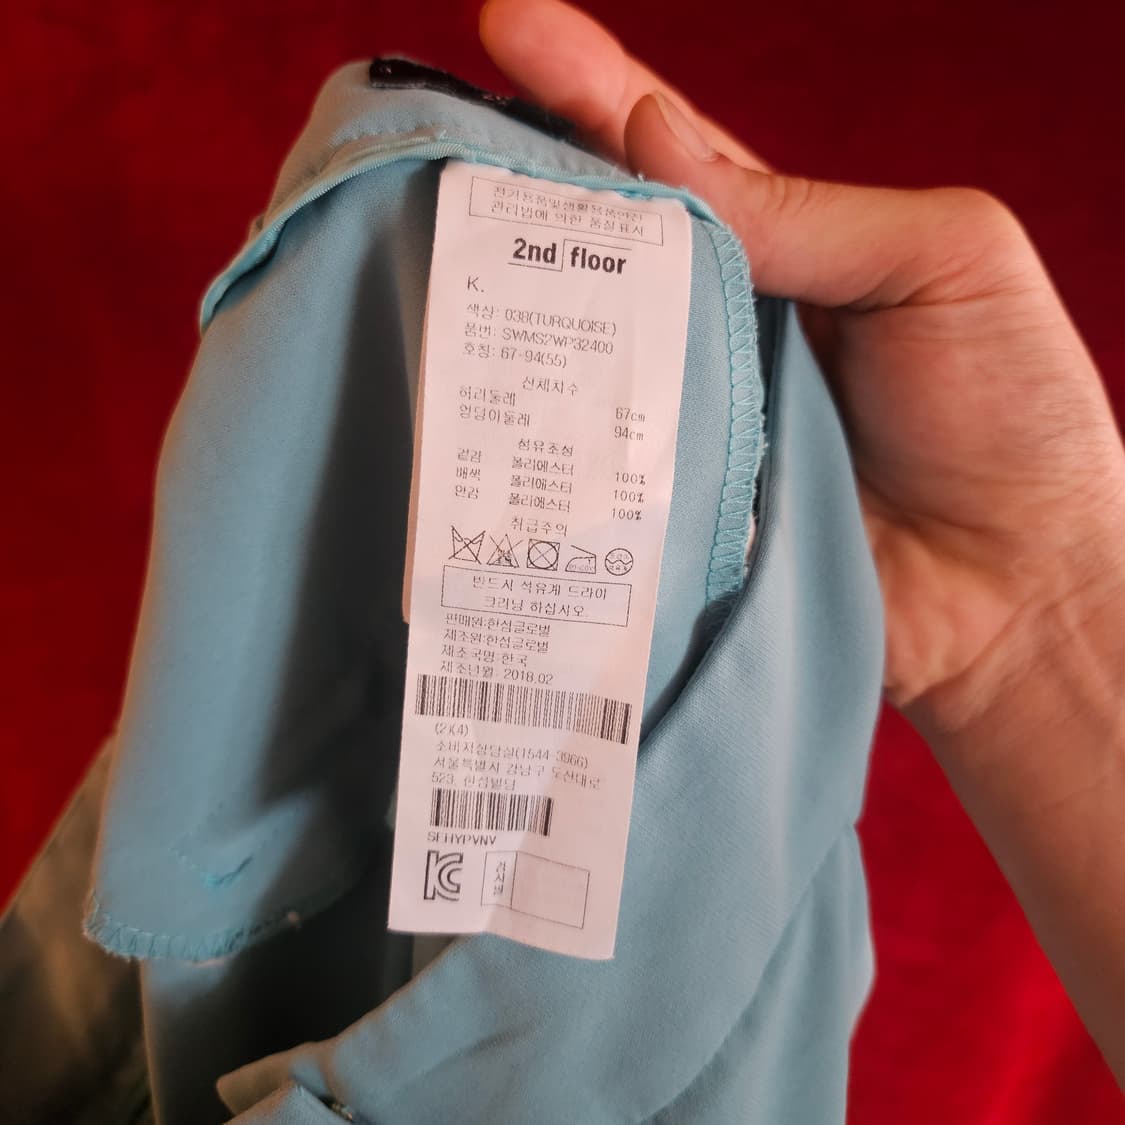 전기용품및생활용품안전
관리법에 의한 품질표시
2nd floor
K.
색상: 038(TURQUOISE)
품번: SWMS2WP32400
호칭: 67-94(55)
신체치수
허리둘레 67cm
엉덩이둘레 94cm
섬유조성
겉감 폴리에스터 100%
배색 폴리에스터 100%
안감 폴리에스터 100%
취급주의
반드시 석유계 드라이
크리닝 하십시오
판매원:한섬글로벌
제조원:한섬글로벌
제조국명:한국
제조년월: 2018.02
(2)(4)
소비자상담실(1544-3966)
서울특별시 강남구 도산대로
523, 한섬빌딩
SEHYPVNV
KC
검사필